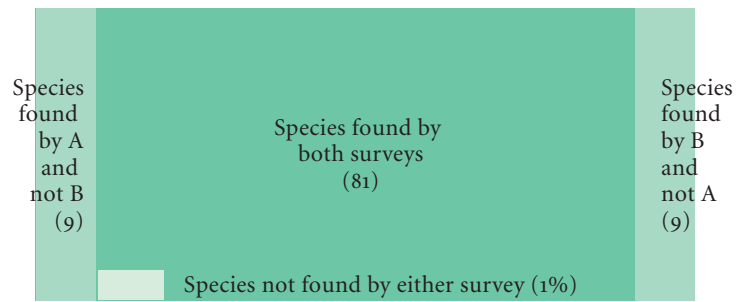 Species
found
by A
and
not B
(9)
Species found by
both surveys
(81)
Species
found
by B
and
not A
(9)
Species not found by either survey (1%)